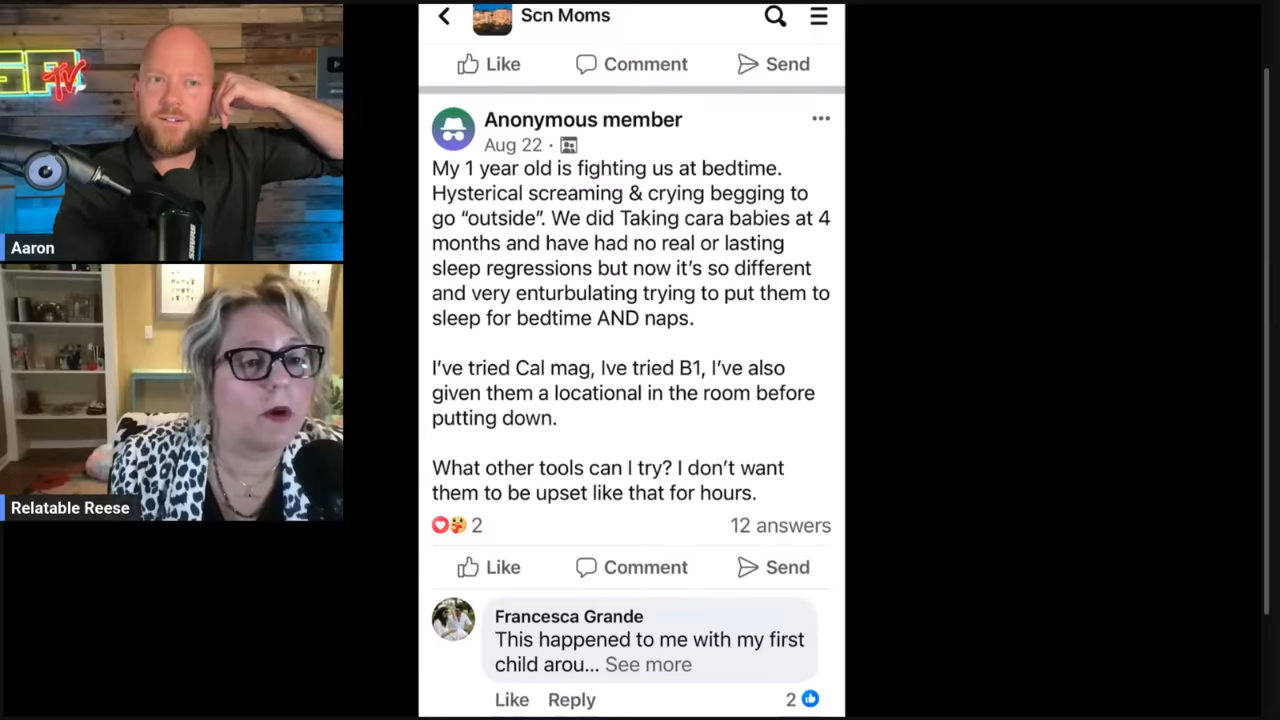 TV
Aaron
Relatable Reese
Scn Moms
Like
Comment
Send
Anonymous member
Aug 22 ·
My 1 year old is fighting us at bedtime.
Hysterical screaming & crying begging to
go “outside”. We did Taking cara babies at 4
months and have had no real or lasting
sleep regressions but now it’s so different
and very enturbulating trying to put them to
sleep for bedtime AND naps.
I’ve tried Cal mag, Ive tried B1, I’ve also
given them a locational in the room before
putting down.
What other tools can I try? I don’t want
them to be upset like that for hours.
2
12 answers
Like
Comment
Send
Francesca Grande
This happened to me with my first
child arou... See more
Like
Reply
2